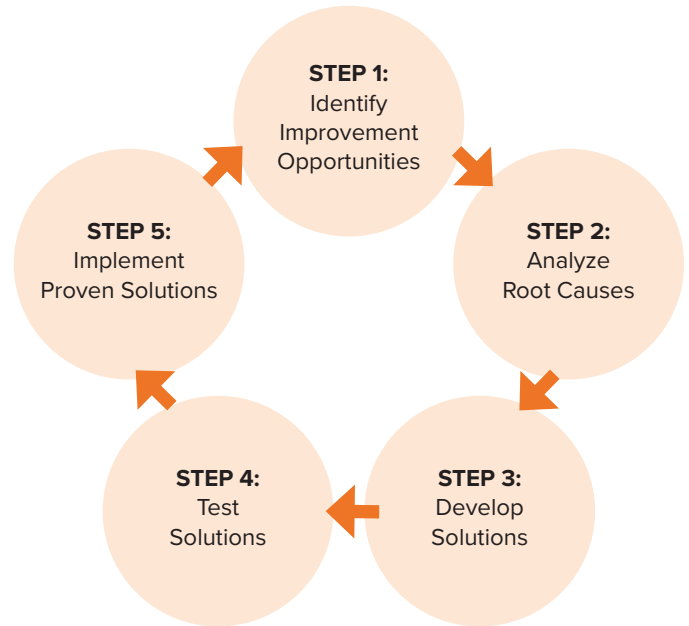 STEP 1:
Identify
Improvement
Opportunities
STEP 2:
Analyze
Root Causes
STEP 3:
Develop
Solutions
STEP 4:
Test
Solutions
STEP 5:
Implement
Proven Solutions